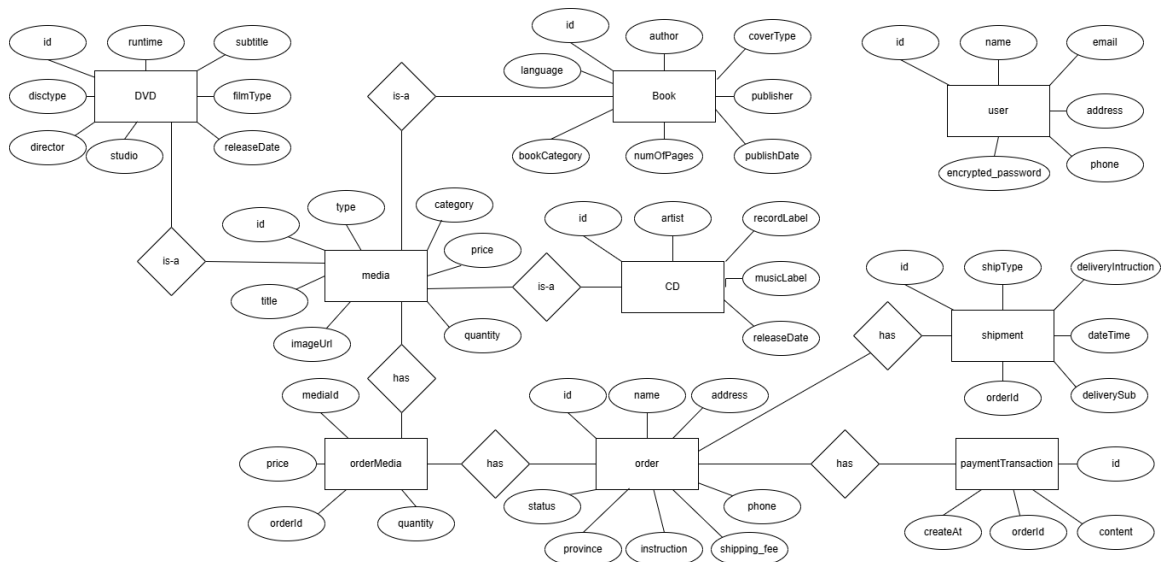 id
runtime
subtitle
disctype
DVD
filmType
director
studio
releaseDate
is-a
id
author
coverType
language
Book
publisher
bookCategory
numOfPages
publishDate
id
name
email
user
address
encrypted_password
phone
is-a
id
type
category
media
price
title
imageUrl
quantity
is-a
id
artist
recordLabel
CD
musicLabel
releaseDate
id
shipType
deliveryIntruction
has
shipment
dateTime
orderId
deliverySub
has
mediaId
price
orderMedia
orderId
quantity
has
id
name
address
order
status
phone
province
instruction
shipping_fee
has
paymentTransaction
id
createAt
orderId
content